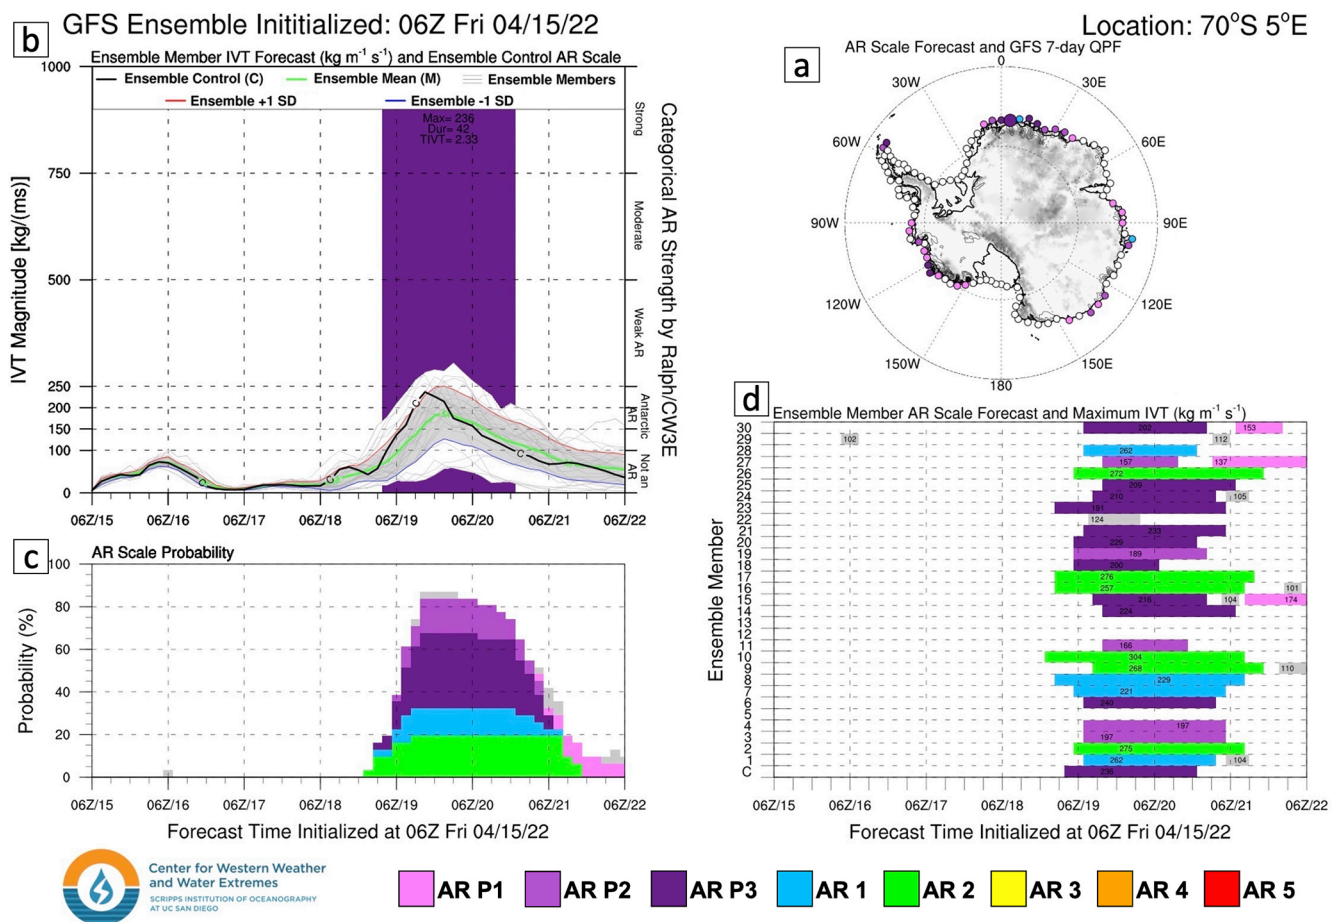 GFS Ensemble Inititialized: 06Z Fri 04/15/22
Location: 70°S 5°E
b
Ensemble Member IVT Forecast (kg m⁻¹ s⁻¹) and Ensemble Control AR Scale
Ensemble Control (C)
Ensemble Mean (M)
Ensemble Members
Ensemble +1 SD
Ensemble -1 SD
Max= 236
Dur= 42
TIVT= 2.33
IVT Magnitude [kg/(ms)]
1000
750
500
250
200
150
100
0
Strong
Moderate
Weak AR
Antarctic AR
Not an AR
Categorical AR Strength by Ralph/CW3E
C
C
C
C
06Z/15 06Z/16 06Z/17 06Z/18 06Z/19 06Z/20 06Z/21 06Z/22
a
AR Scale Forecast and GFS 7-day QPF
0
30E
60E
90E
120E
150E
180
150W
120W
90W
60W
30W
c
AR Scale Probability
Probability (%)
100
80
60
40
20
0
06Z/15 06Z/16 06Z/17 06Z/18 06Z/19 06Z/20 06Z/21 06Z/22
Forecast Time Initialized at 06Z Fri 04/15/22
d
Ensemble Member AR Scale Forecast and Maximum IVT (kg m⁻¹ s⁻¹)
Ensemble Member
30 202 153
29 102 112
28 262
27 157 137
26 272
25 209
24 210 105
23 191
22 124
21 233
20 229
19 189
18 200
17 276
16 257 101
15 216 104 174
14 224
13
12
11 166
10 304
9 268 110
8 229
7 221
6 240
5
4 197
3 197
2 275
1 262 104
C 236
06Z/15 06Z/16 06Z/17 06Z/18 06Z/19 06Z/20 06Z/21 06Z/22
Forecast Time Initialized at 06Z Fri 04/15/22
Center for Western Weather
and Water Extremes
SCRIPPS INSTITUTION OF OCEANOGRAPHY
AT UC SAN DIEGO
AR P1 AR P2 AR P3 AR 1 AR 2 AR 3 AR 4 AR 5